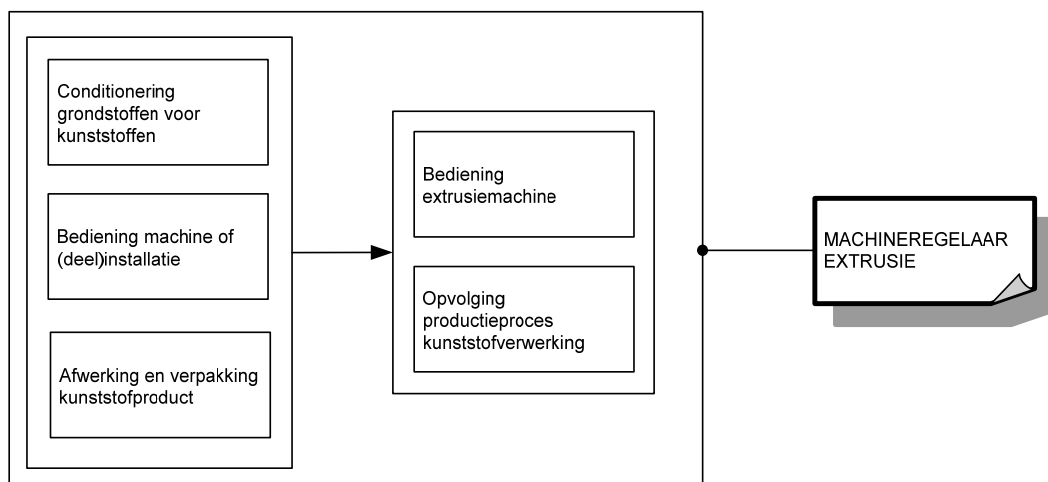 Conditionering
grondstoffen voor
kunststoffen
Bediening machine of
(deel)installatie
Afwerking en verpakking
kunstofproduct
Bediening
extrusiemachine
Opvolging
productieproces
kunststofverwerking
MACHINEREGELAAR
EXTRUSIE